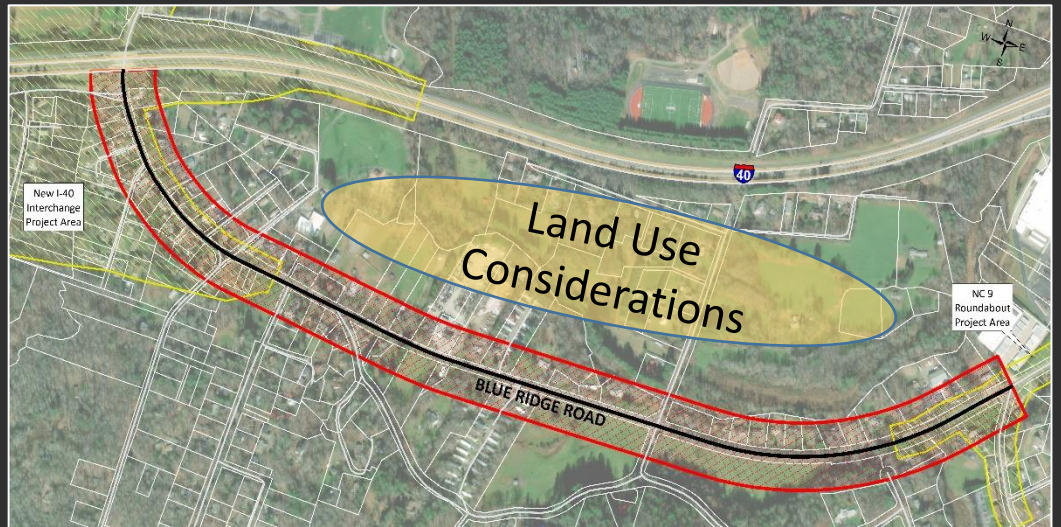 N
W
E
S
40
New I-40
Interchange
Project Area
Land Use
Considerations
NC 9
Roundabout
Project Area
BLUE RIDGE ROAD